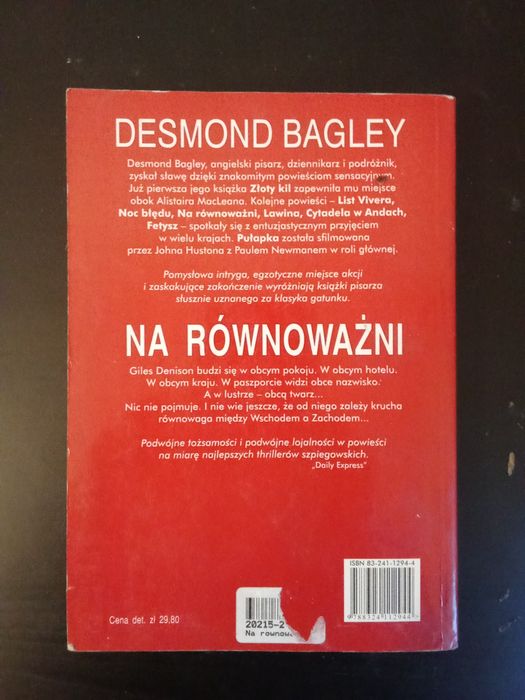 DESMOND BAGLEY
Desmond Bagley, angielski pisarz, dziennikarz i podróżnik,
zyskał sławę dzięki znakomitym powieściom sensacyjnym.
Już pierwsza jego książka Złoty kil zapewniła mu miejsce
obok Alistaira MacLeana. Kolejne powieści – List Vivera,
Noc błędu, Na równoważni, Lawina, Cytadela w Andach,
Fetysz – spotkały się z entuzjastycznym przyjęciem
w wielu krajach. Pułapka została sfilmowana
przez Johna Hustona z Paulem Newmanem w roli głównej.
Pomysłowa intryga, egzotyczne miejsce akcji
i zaskakujące zakończenie wyróżniają książki pisarza
słusznie uznanego za klasyka gatunku.
NA RÓWNOWAŻNI
Giles Denison budzi się w obcym pokoju. W obcym hotelu.
W obcym kraju. W paszporcie widzi obce nazwisko.
A w lustrze – obcą twarz...
Nic nie pojmuje. I nie wie jeszcze, że od niego zależy krucha
równowaga między Wschodem a Zachodem...
Podwójne tożsamości i podwójne lojalności w powieści
na miarę najlepszych thrillerów szpiegowskich.
„Daily Express"
ISBN 83-241-1294-4
9 788324 112944
Cena det. zł 29,80
20215-2
Na rowno